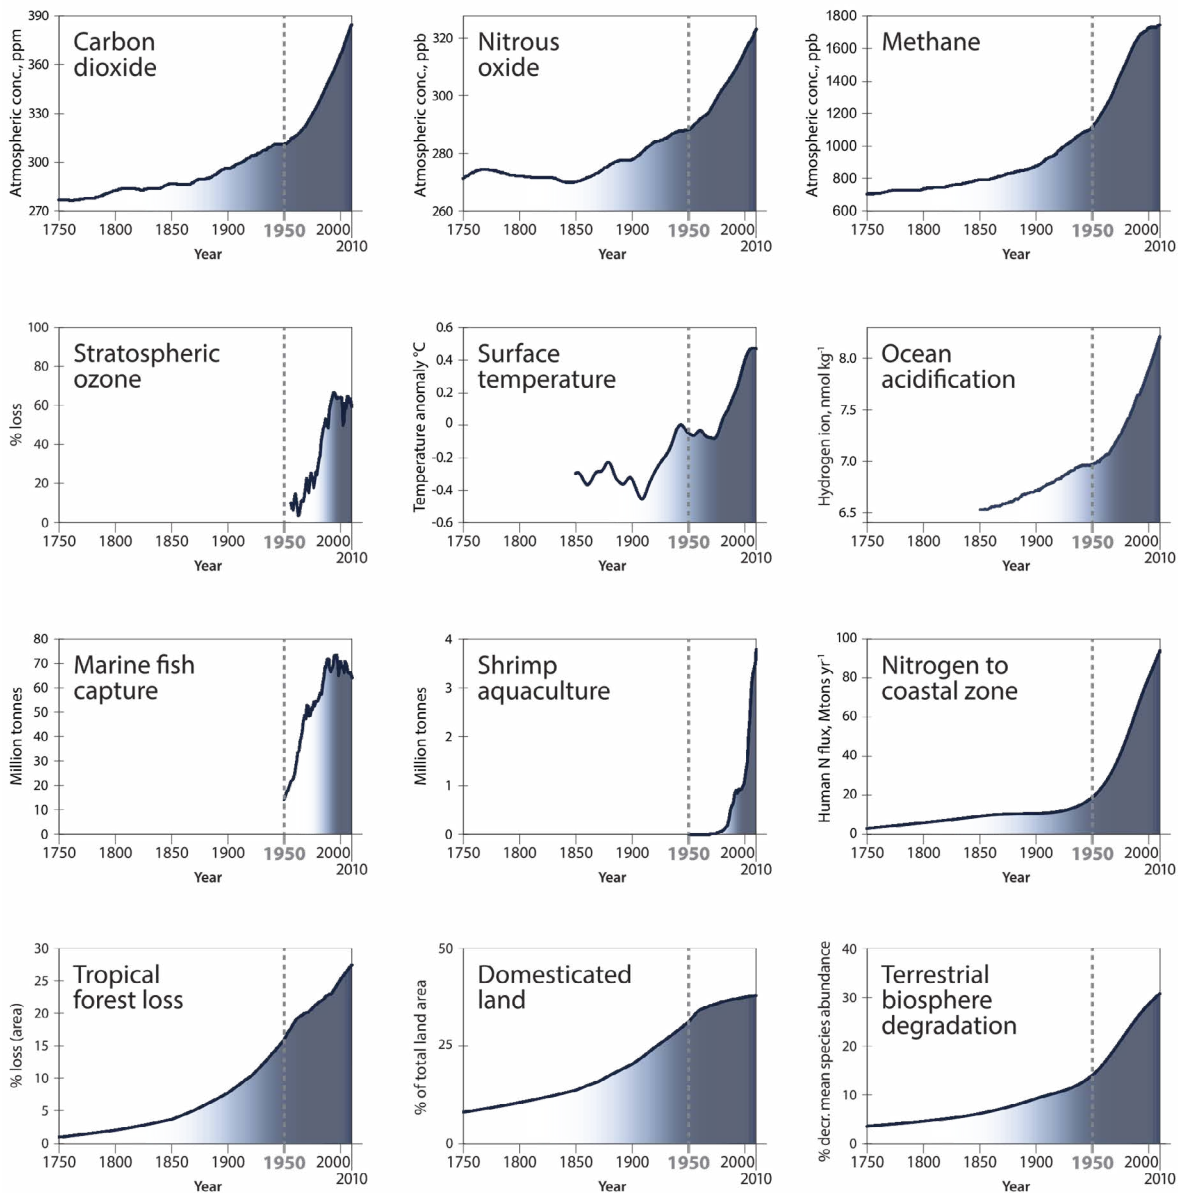 Carbon
dioxide
Atmospheric conc., ppm
390
360
330
300
270
1750 1800 1850 1900 1950 2000
2010
Year
Nitrous
oxide
Atmospheric conc., ppb
320
300
280
260
1750 1800 1850 1900 1950 2000
2010
Year
Methane
Atmospheric conc., ppb
1800
1600
1400
1200
1000
800
600
1750 1800 1850 1900 1950 2000
2010
Year
Stratospheric
ozone
% loss
100
80
60
40
20
0
1750 1800 1850 1900 1950 2000
2010
Year
Surface
temperature
Temperature anomaly °C
0.6
0.4
0.2
0
-0.2
-0.4
-0.6
1750 1800 1850 1900 1950 2000
2010
Year
Ocean
acidification
Hydrogen ion, nmol kg⁻¹
8.0
7.5
7.0
6.5
1750 1800 1850 1900 1950 2000
2010
Year
Marine fish
capture
Million tonnes
80
70
60
50
40
30
20
10
0
1750 1800 1850 1900 1950 2000
2010
Year
Shrimp
aquaculture
Million tonnes
4
3
2
1
0
1750 1800 1850 1900 1950 2000
2010
Year
Nitrogen to
coastal zone
Human N flux, Mtons yr⁻¹
100
80
60
40
20
0
1750 1800 1850 1900 1950 2000
2010
Year
Tropical
forest loss
% loss (area)
30
25
20
15
10
5
0
1750 1800 1850 1900 1950 2000
2010
Year
Domesticated
land
% of total land area
50
25
0
1750 1800 1850 1900 1950 2000
2010
Year
Terrestrial
biosphere
degradation
% decr. mean species abundance
40
30
20
10
0
1750 1800 1850 1900 1950 2000
2010
Year